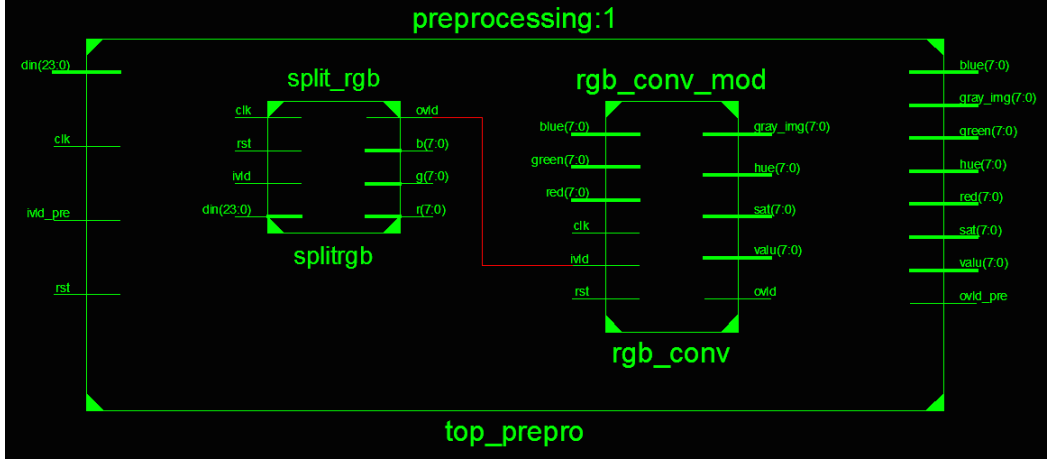 preprocessing:1
din(23:0)
clk
ivld_pre
rst
split_rgb
clk
rst
ivld
din(23:0)
ovld
b(7:0)
g(7:0)
r(7:0)
splitrgb
rgb_conv_mod
blue(7:0)
green(7:0)
red(7:0)
clk
ivld
rst
gray_img(7:0)
hue(7:0)
sat(7:0)
valu(7:0)
ovld
rgb_conv
blue(7:0)
gray_img(7:0)
green(7:0)
hue(7:0)
red(7:0)
sat(7:0)
valu(7:0)
ovld_pre
top_prepro